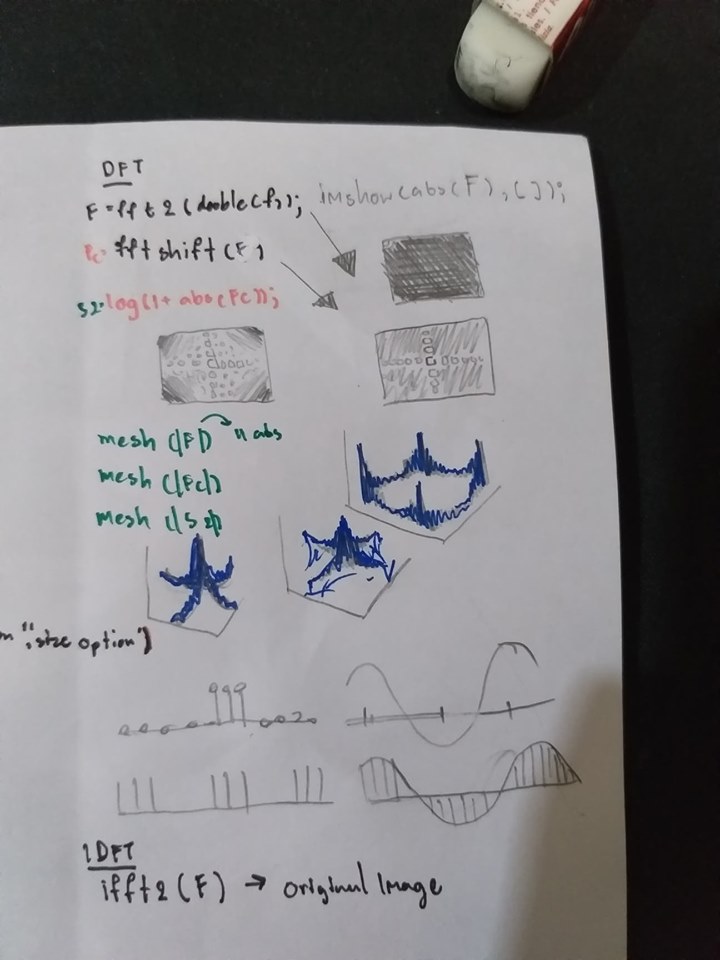 DFT
F = fft2(double(f)); imshow(abs(F),[]);
Fc= fftshift(F)
S2=log(1+ abs(Fc));
mesh (|F|) " abs
mesh (|Fc|)
mesh (|S2|)
","size option")
IDFT
ifft2(F) → original Image